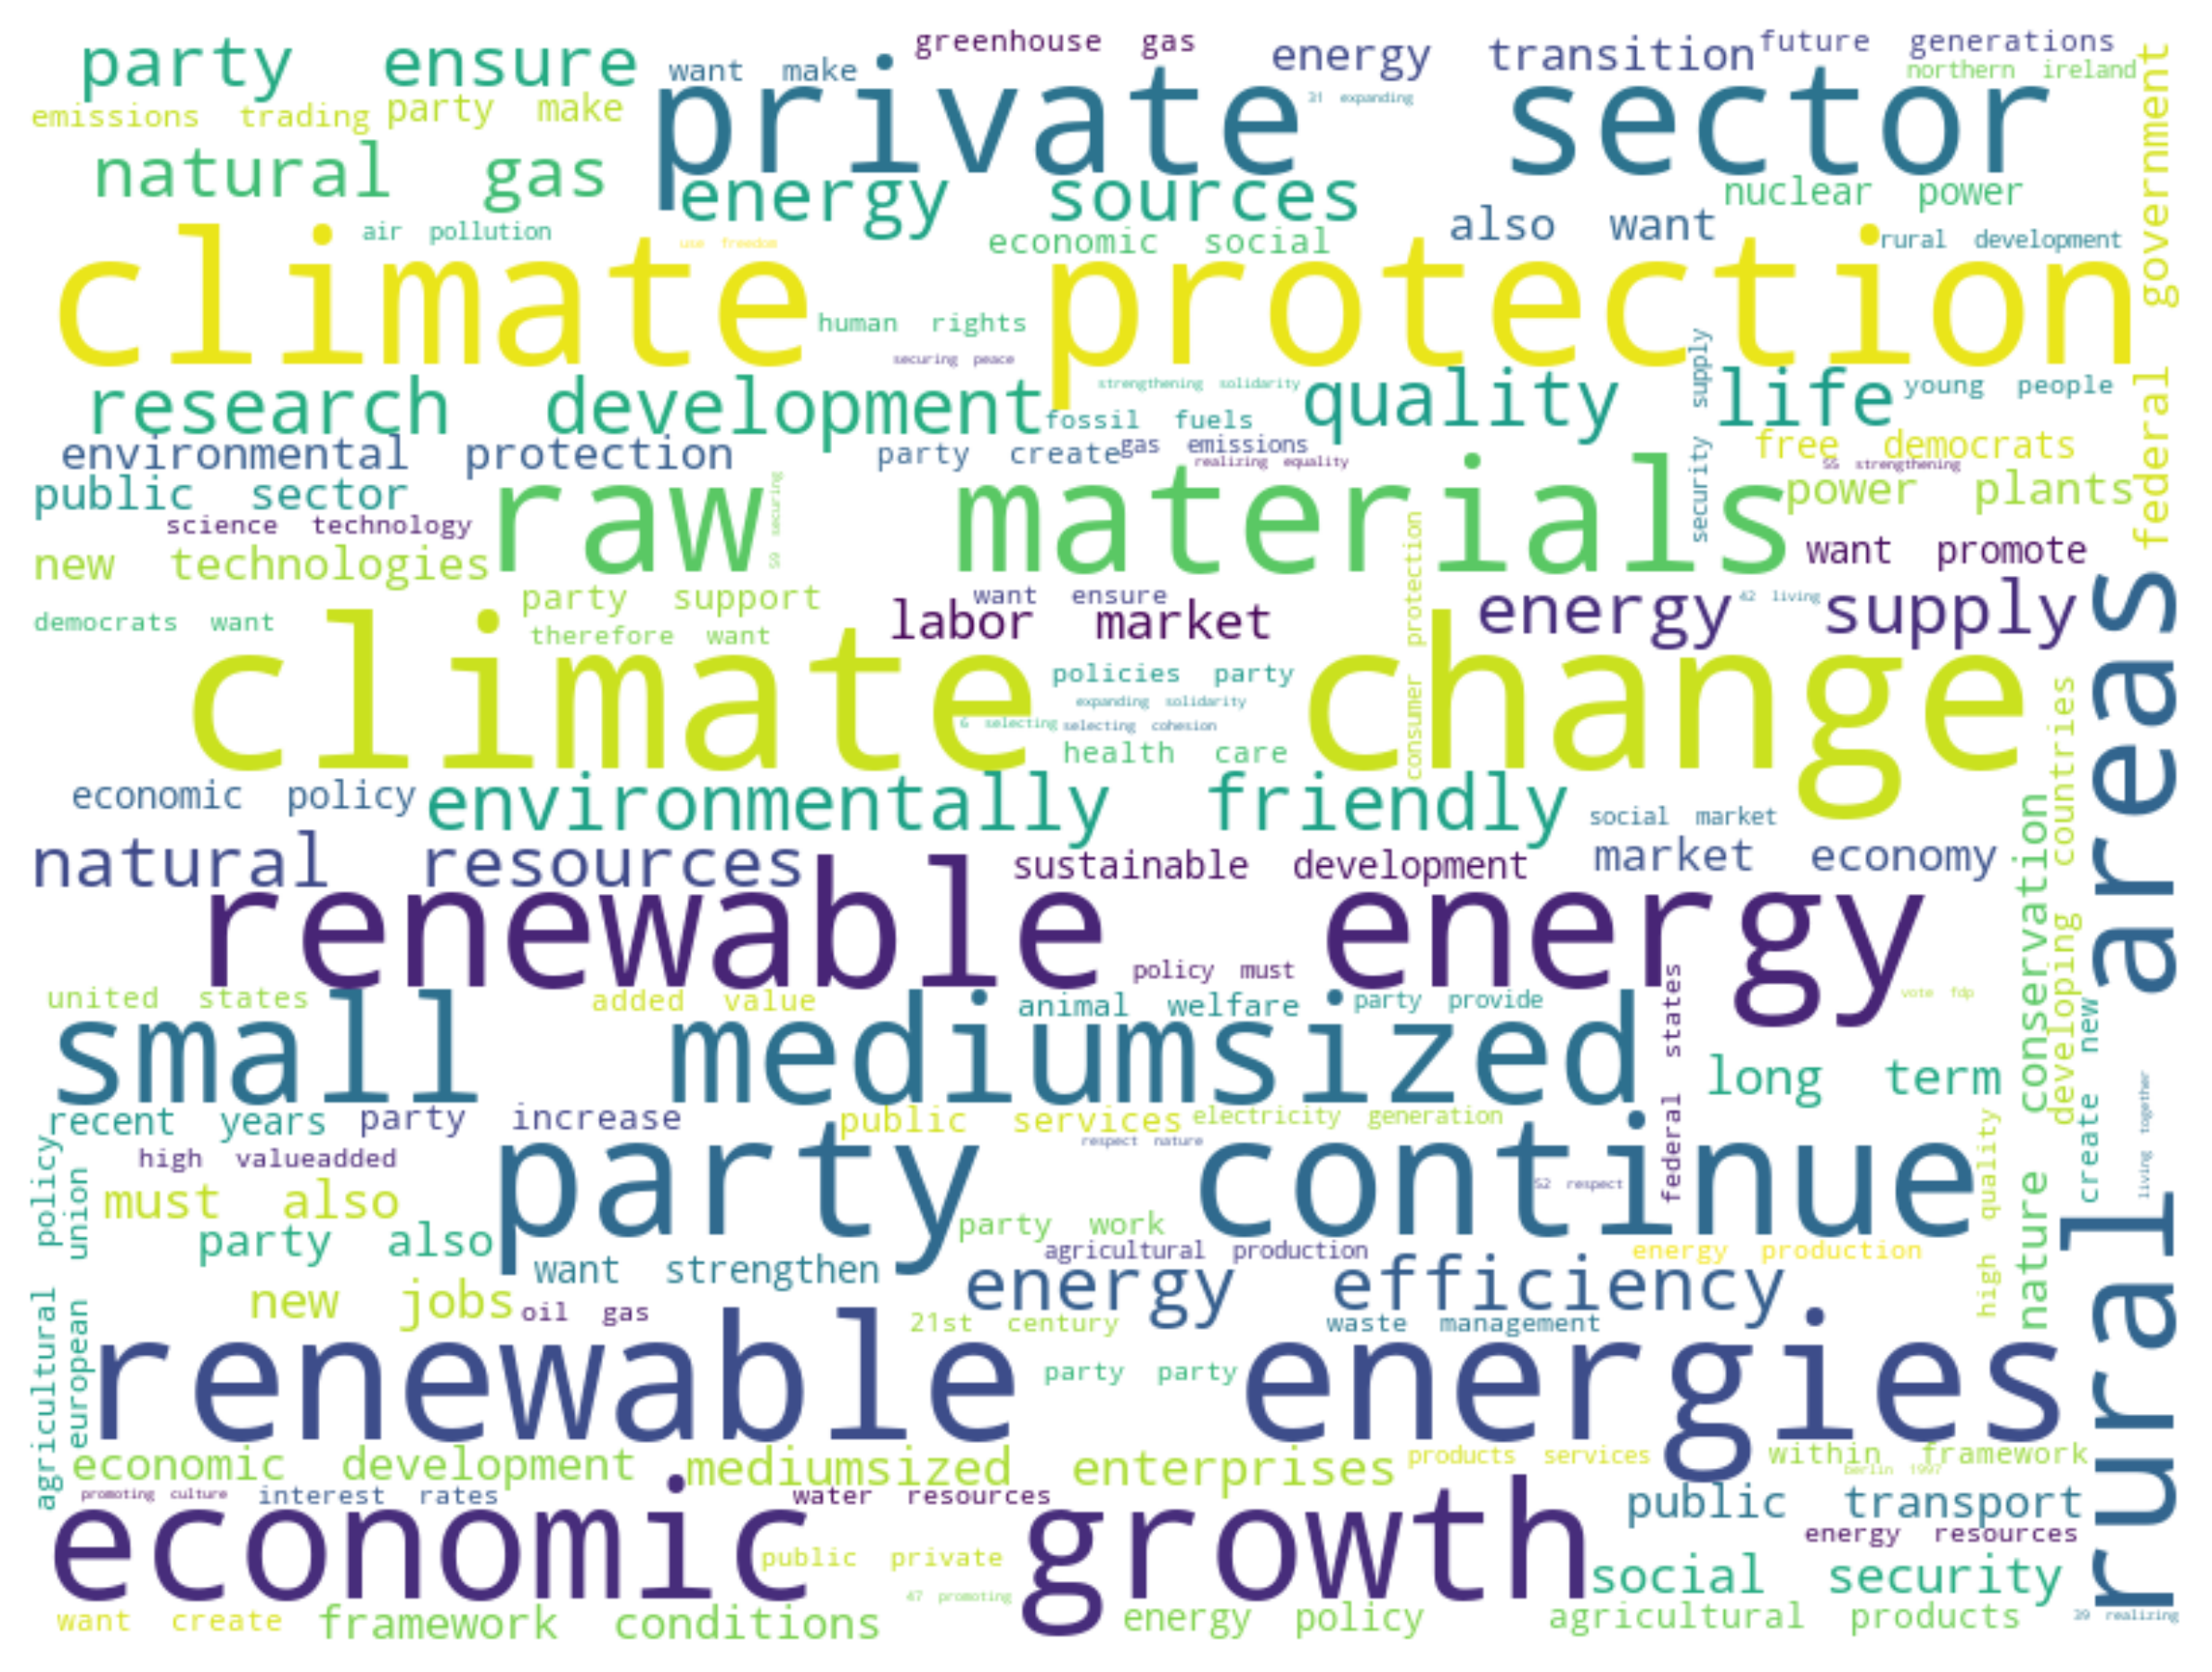 party ensure
want make
greenhouse gas
energy transition
future generations
northern ireland
emissions trading
party make
private sector
31 expanding
natural gas
energy sources
nuclear power
federal government
air pollution
use freedom
economic social
also want
rural development
climate protection
human rights
securing peace
security supply
research development
strengthening solidarity
quality life
young people
fossil fuels
environmental protection
party create
gas emissions
realizing equality
free democrats
55 strengthening
public sector
raw materials
59 securing
power plants
science technology
new technologies
consumer protection
want promote
party support
want ensure
labor market
energy supply
42 living
democrats want
therefore want
climate change
policies party
expanding solidarity
6 selecting
selecting cohesion
health care
rural areas
developing countries
economic policy
environmentally friendly
social market
natural resources
sustainable development
market economy
nature conservation
renewable energy
policy must
united states
added value
animal welfare
party provide
federal states
vote fdp
create new
small mediumsized
long term
living together
recent years
party increase
public services
electricity generation
respect nature
high quality
high valueadded
party continue
52 respect
agricultural policy
european union
must also
party also
party work
want strengthen
agricultural production
energy production
energy efficiency
new jobs
oil gas
21st century
waste management
renewable energies
party party
economic development
mediumsized enterprises
products services
within framework
berlin 1997
promoting culture
interest rates
water resources
public transport
economic growth
energy resources
public private
social security
47 promoting
want create
framework conditions
energy policy
agricultural products
39 realizing